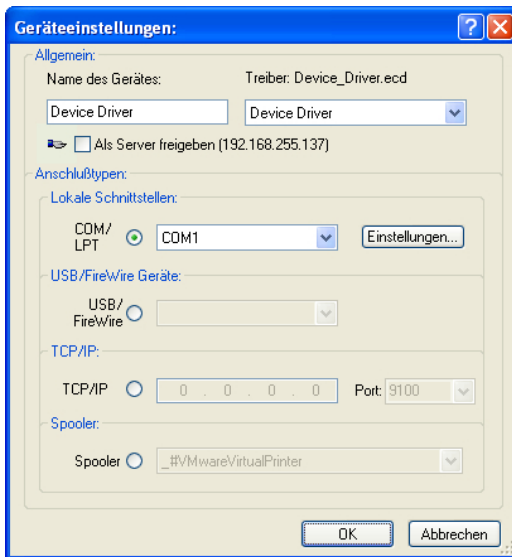 Geräteeinstellungen:
Allgemein:
Name des Gerätes: Treiber: Device_Driver.ecd
Device Driver Device Driver
Als Server freigeben (192.168.255.137)
Anschlußtypen:
Lokale Schnittstellen:
COM/
LPT COM1 Einstellungen...
USB/FireWire Geräte:
USB/
FireWire
TCP/IP:
TCP/IP 0 . 0 . 0 . 0 Port: 9100
Spooler:
Spooler _#VMwareVirtualPrinter
OK Abbrechen